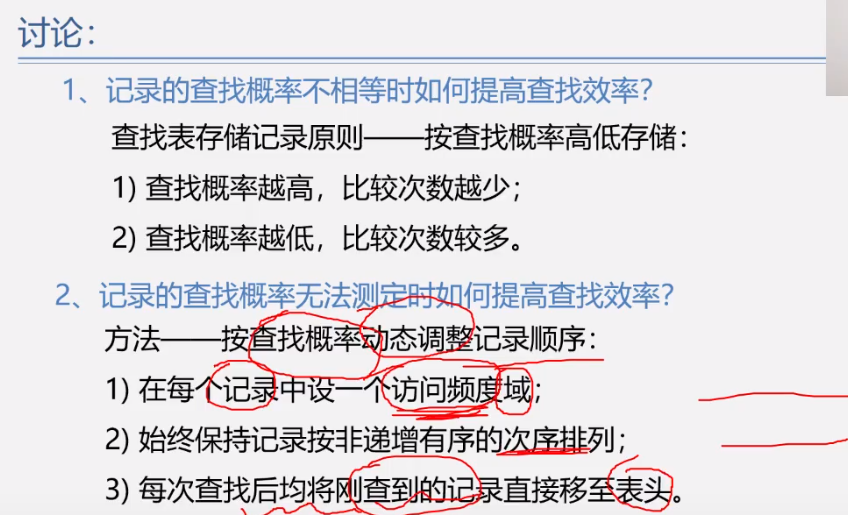 讨论：
1、记录的查找概率不相等时如何提高查找效率？
查找表存储记录原则——按查找概率高低存储：
1) 查找概率越高，比较次数越少；
2) 查找概率越低，比较次数较多。
2、记录的查找概率无法测定时如何提高查找效率？
方法——按查找概率动态调整记录顺序：
1) 在每个记录中设一个访问频度域；
2) 始终保持记录按非递增有序的次序排列；
3) 每次查找后均将刚查到的记录直接移至表头。